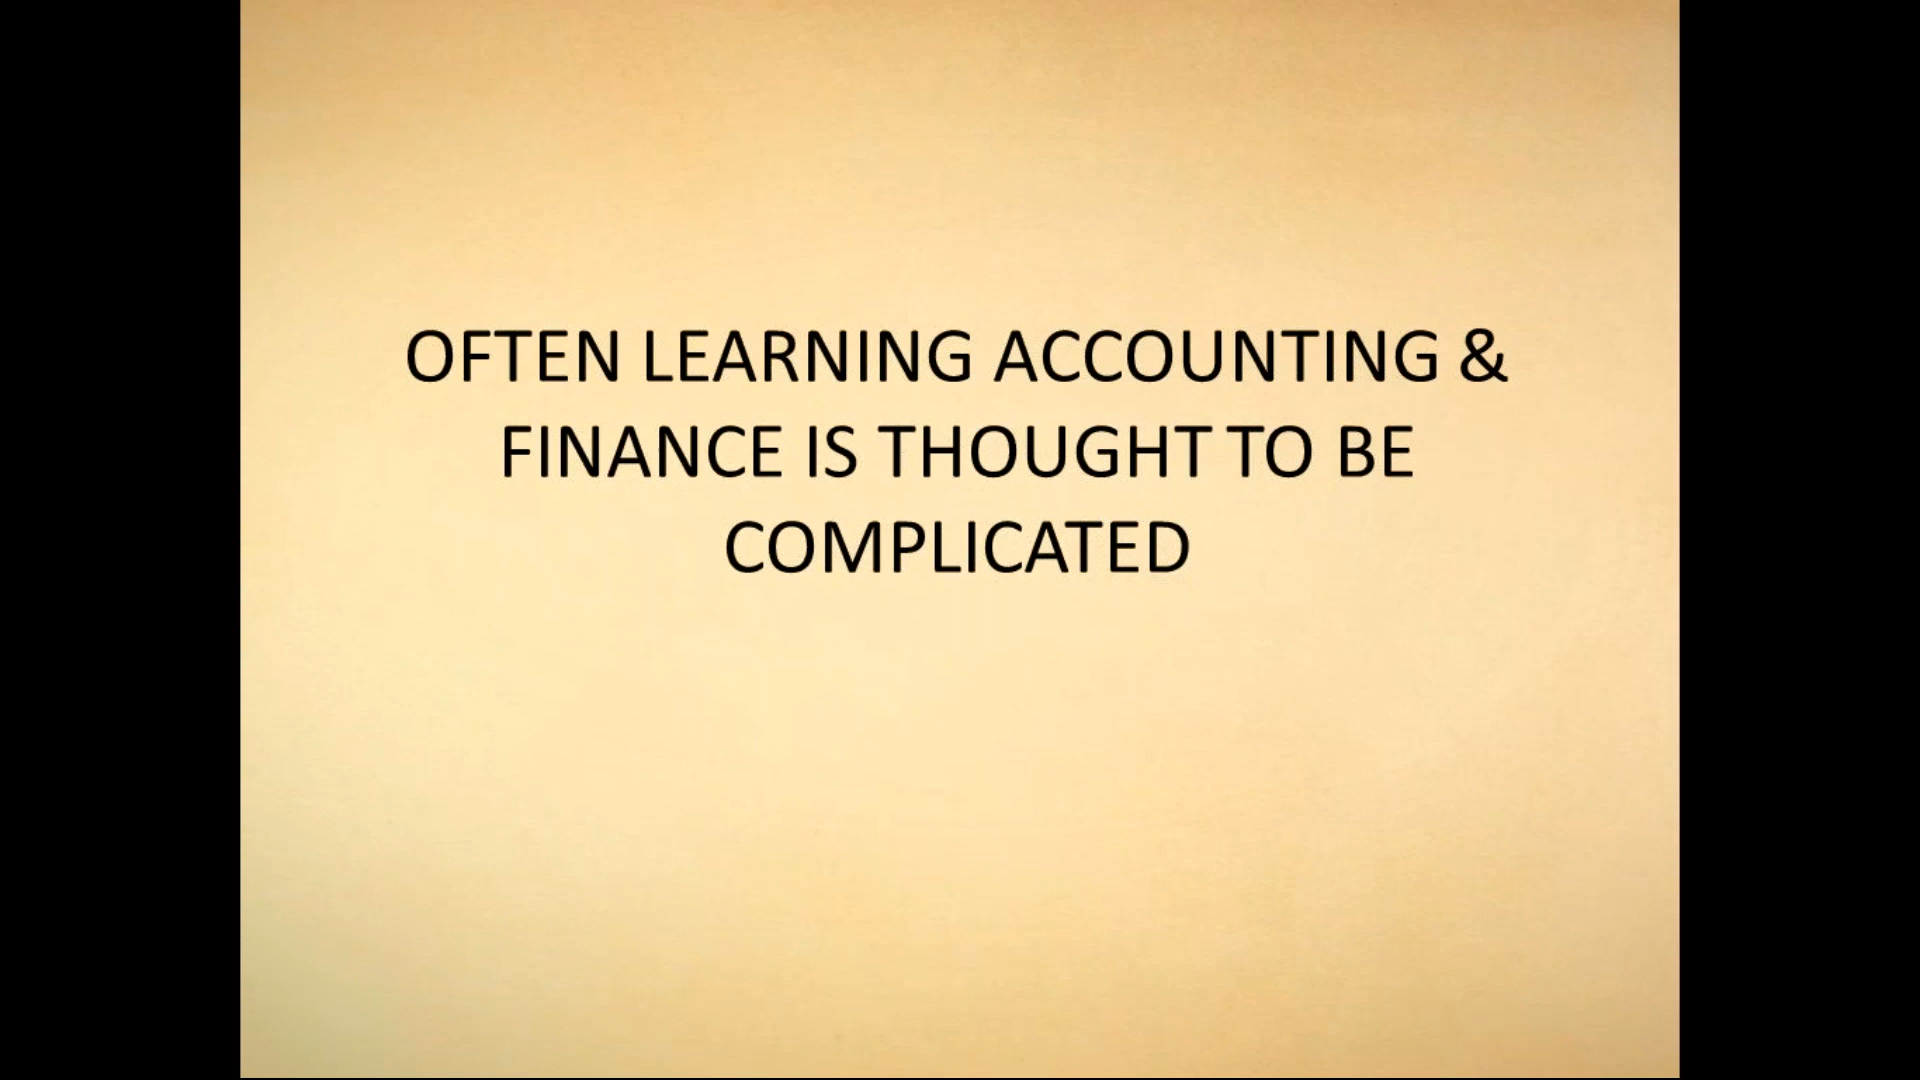 OFTEN LEARNING ACCOUNTING &
FINANCE IS THOUGHT TO BE
COMPLICATED